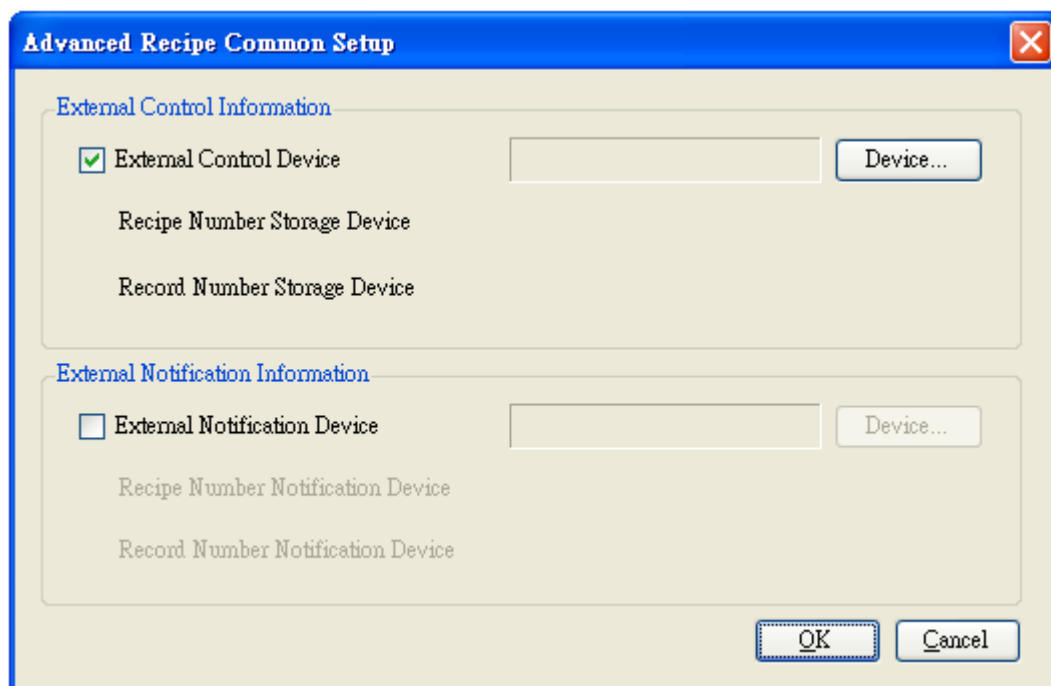 Advanced Recipe Common Setup
External Control Information
External Control Device
Device...
Recipe Number Storage Device
Record Number Storage Device
External Notification Information
External Notification Device
Device...
Recipe Number Notification Device
Record Number Notification Device
OK
Cancel